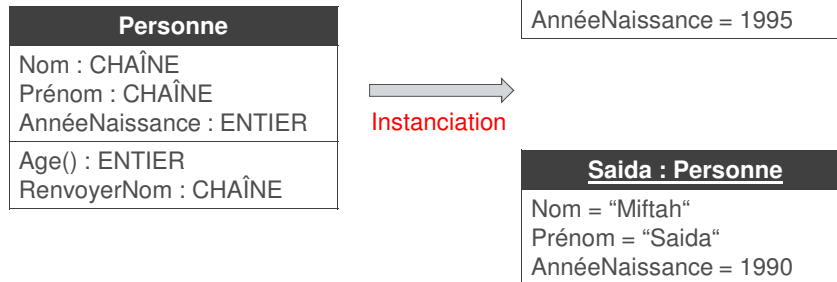 Personne
Nom : CHAÎNE
Prénom : CHAÎNE
AnnéeNaissance : ENTIER
Age() : ENTIER
RenvoyerNom : CHAÎNE
Instanciation
AnnéeNaissance = 1995
Saida : Personne
Nom = “Miftah“
Prénom = “Saida“
AnnéeNaissance = 1990